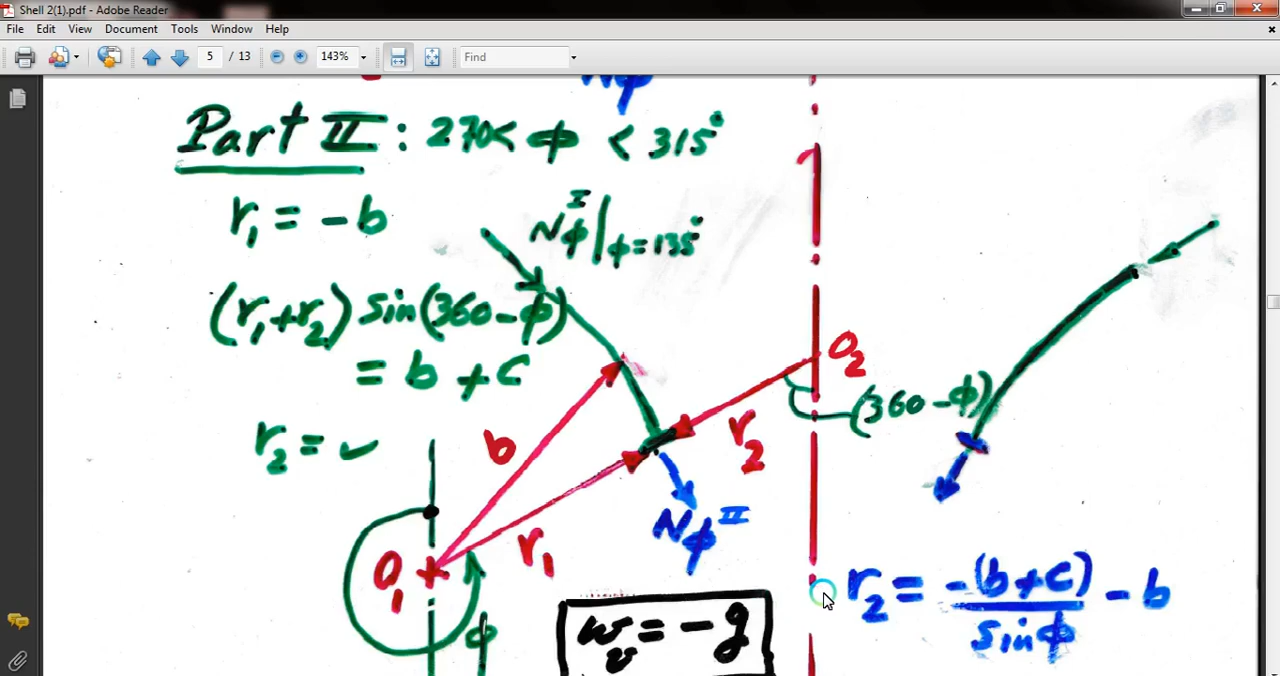 Shell 2(1).pdf - Adobe Reader
File Edit View Document Tools Window Help
5 / 13 143% Find
Nϕ
Part II : 270 < ϕ < 315°
r₁ = -b
Nϕ^I |ϕ=135°
(r₁+r₂) sin(360-ϕ)
= b + c
r₂ = ✓
O₂
(360-ϕ)
b
r₂
Nϕ^II
r₁
O₁
ϕ
r₂ = -(b+c)/sinϕ - b
w_v = -q